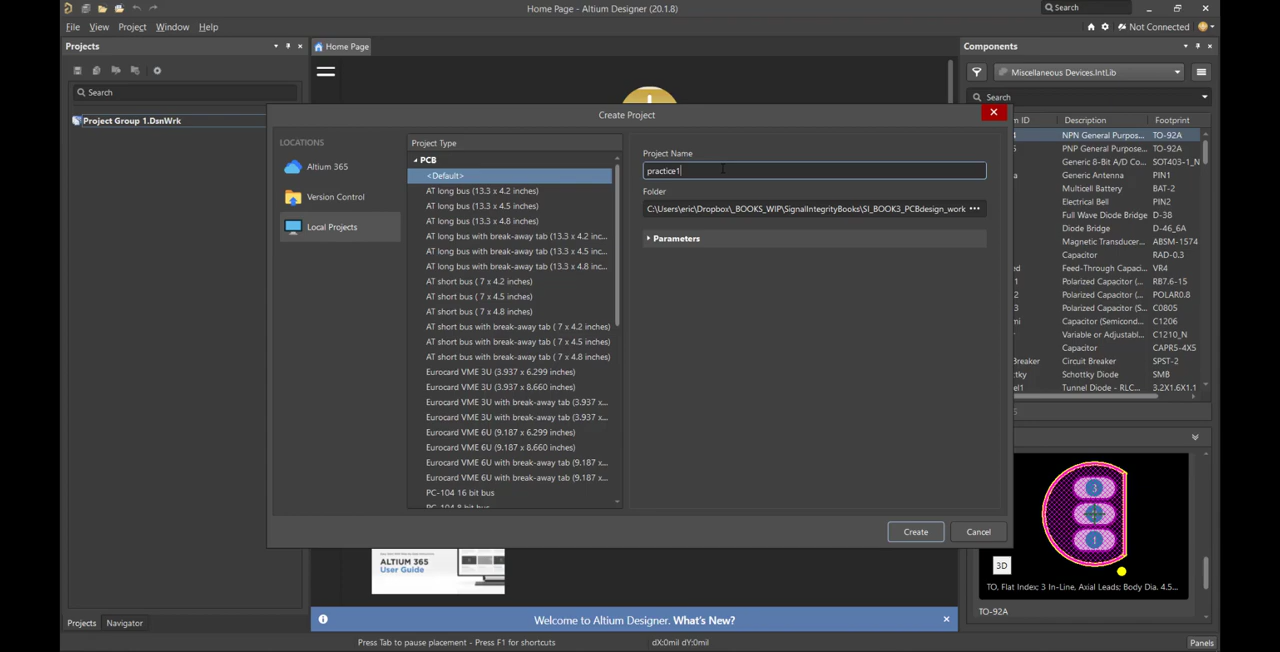 Home Page - Altium Designer (20.1.8)
Search
File View Project Window Help
Not Connected
Projects
Home Page
Components
Miscellaneous Devices.IntLib
Search
Search
Project Group 1.DsnWrk
Create Project
LOCATIONS
Altium 365
Version Control
Local Projects
Project Type
PCB
<Default>
AT long bus (13.3 x 4.2 inches)
AT long bus (13.3 x 4.5 inches)
AT long bus (13.3 x 4.8 inches)
AT long bus with break-away tab (13.3 x 4.2 inc...
AT long bus with break-away tab (13.3 x 4.5 inc...
AT long bus with break-away tab (13.3 x 4.8 inc...
AT short bus ( 7 x 4.2 inches)
AT short bus ( 7 x 4.5 inches)
AT short bus ( 7 x 4.8 inches)
AT short bus with break-away tab ( 7 x 4.2 inches)
AT short bus with break-away tab ( 7 x 4.5 inches)
AT short bus with break-away tab ( 7 x 4.8 inches)
Eurocard VME 3U (3.937 x 6.299 inches)
Eurocard VME 3U (3.937 x 8.660 inches)
Eurocard VME 3U with break-away tab (3.937 x...
Eurocard VME 3U with break-away tab (3.937 x...
Eurocard VME 6U (9.187 x 6.299 inches)
Eurocard VME 6U (9.187 x 8.660 inches)
Eurocard VME 6U with break-away tab (9.187 x...
Eurocard VME 6U with break-away tab (9.187 x...
PC-104 16 bit bus
PC-104 8 bit bus
Project Name
practice1
Folder
C:\Users\eric\Dropbox\_BOOKS_WIP\SignalIntegrityBooks\SI_BOOK3_PCBdesign_work ...
Parameters
Create
Cancel
m ID Description Footprint
4 NPN General Purpos... TO-92A
PNP General Purpose... TO-92A
Generic 8-Bit A/D Co... SOT403-1_N
Generic Antenna PIN1
Multicell Battery BAT-2
Electrical Bell PIN2
Full Wave Diode Bridge D-38
Diode Bridge D-46_6A
Magnetic Transducer... ABSM-1574
Capacitor RAD-0.3
Feed-Through Capaci... VR4
Polarized Capacitor (... RB7.6-15
Polarized Capacitor (... POLAR0.8
Capacitor C0805
mi Capacitor (Semicond... C1206
Variable or Adjustabl... C1210_N
Capacitor CAPR5-4X5
Breaker Circuit Breaker SPST-2
ttky Schottky Diode SMB
el1 Tunnel Diode - RLC... 3.2X1.6X1.1
S
3
1
3D
TO, Flat Index; 3 In-Line, Axial Leads; Body Dia. 4.5...
TO-92A
ALTIUM 365
User Guide
Welcome to Altium Designer. What's New?
Projects Navigator
Press Tab to pause placement - Press F1 for shortcuts
dX:0mil dY:0mil
Panels